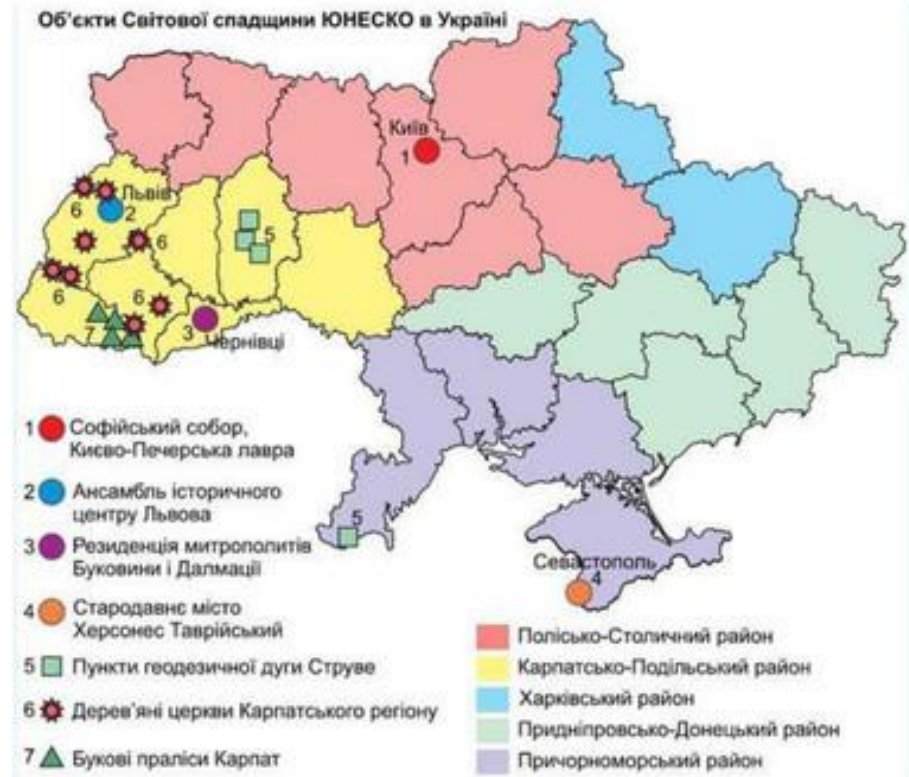 Об'єкти Світової спадщини ЮНЕСКО в Україні
Київ
1
Львів
6
2
6
5
6
6
7
3
Чернівці
5
Севастополь
4
1 Софійський собор,
Києво-Печерська лавра
2 Ансамбль історичного
центру Львова
3 Резиденція митрополитів
Буковини і Далмації
4 Стародавнє місто
Херсонес Таврійський
5 Пункти геодезичної дуги Струве
6 Дерев'яні церкви Карпатського регіону
7 Букові праліси Карпат
Полісько-Столичний район
Карпатсько-Подільський район
Харківський район
Придніпровсько-Донецький район
Причорноморський район